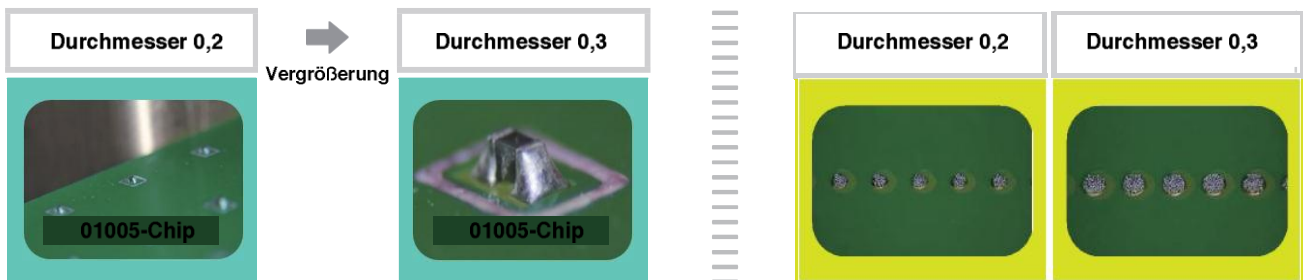 Durchmesser 0,2
Vergrößerung
Durchmesser 0,3
Durchmesser 0,2
Durchmesser 0,3
01005-Chip
01005-Chip